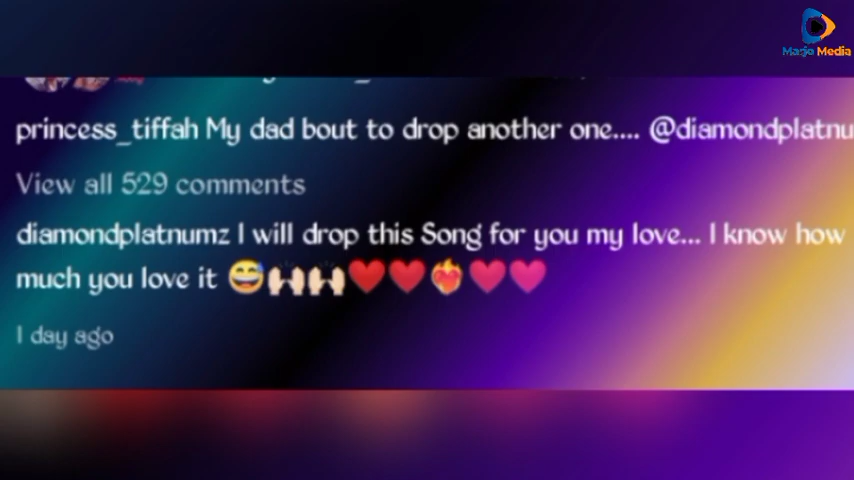 Masjo Media
princess_tiffah My dad bout to drop another one.... @diamondplatnu
View all 529 comments
diamondplatnumz I will drop this Song for you my love... I know how
much you love it 😅🙌🏻🙌🏻❤️❤️❤️‍🔥💓💓
1 day ago